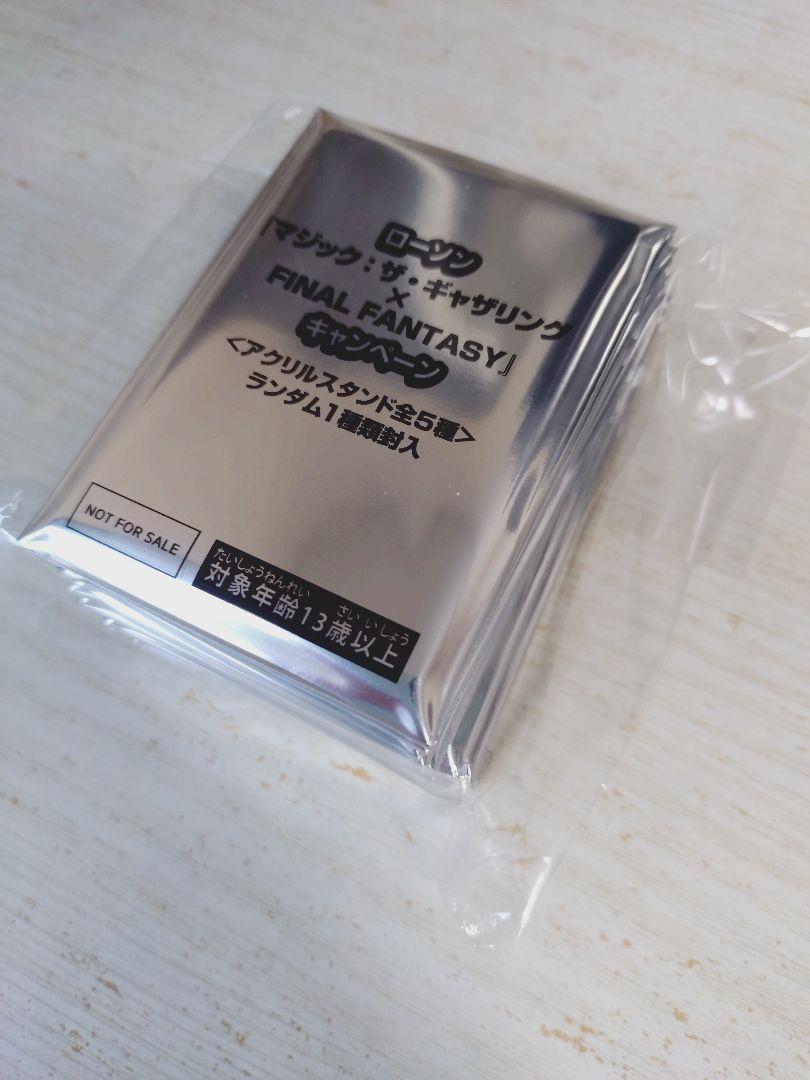 ローソン
『マジック：ザ・ギャザリング
×
FINAL FANTASY』
キャンペーン
＜アクリルスタンド全5種＞
ランダム1種類封入
NOT FOR SALE
たいしょうねんれい さい いじょう
対象年齢13歳以上